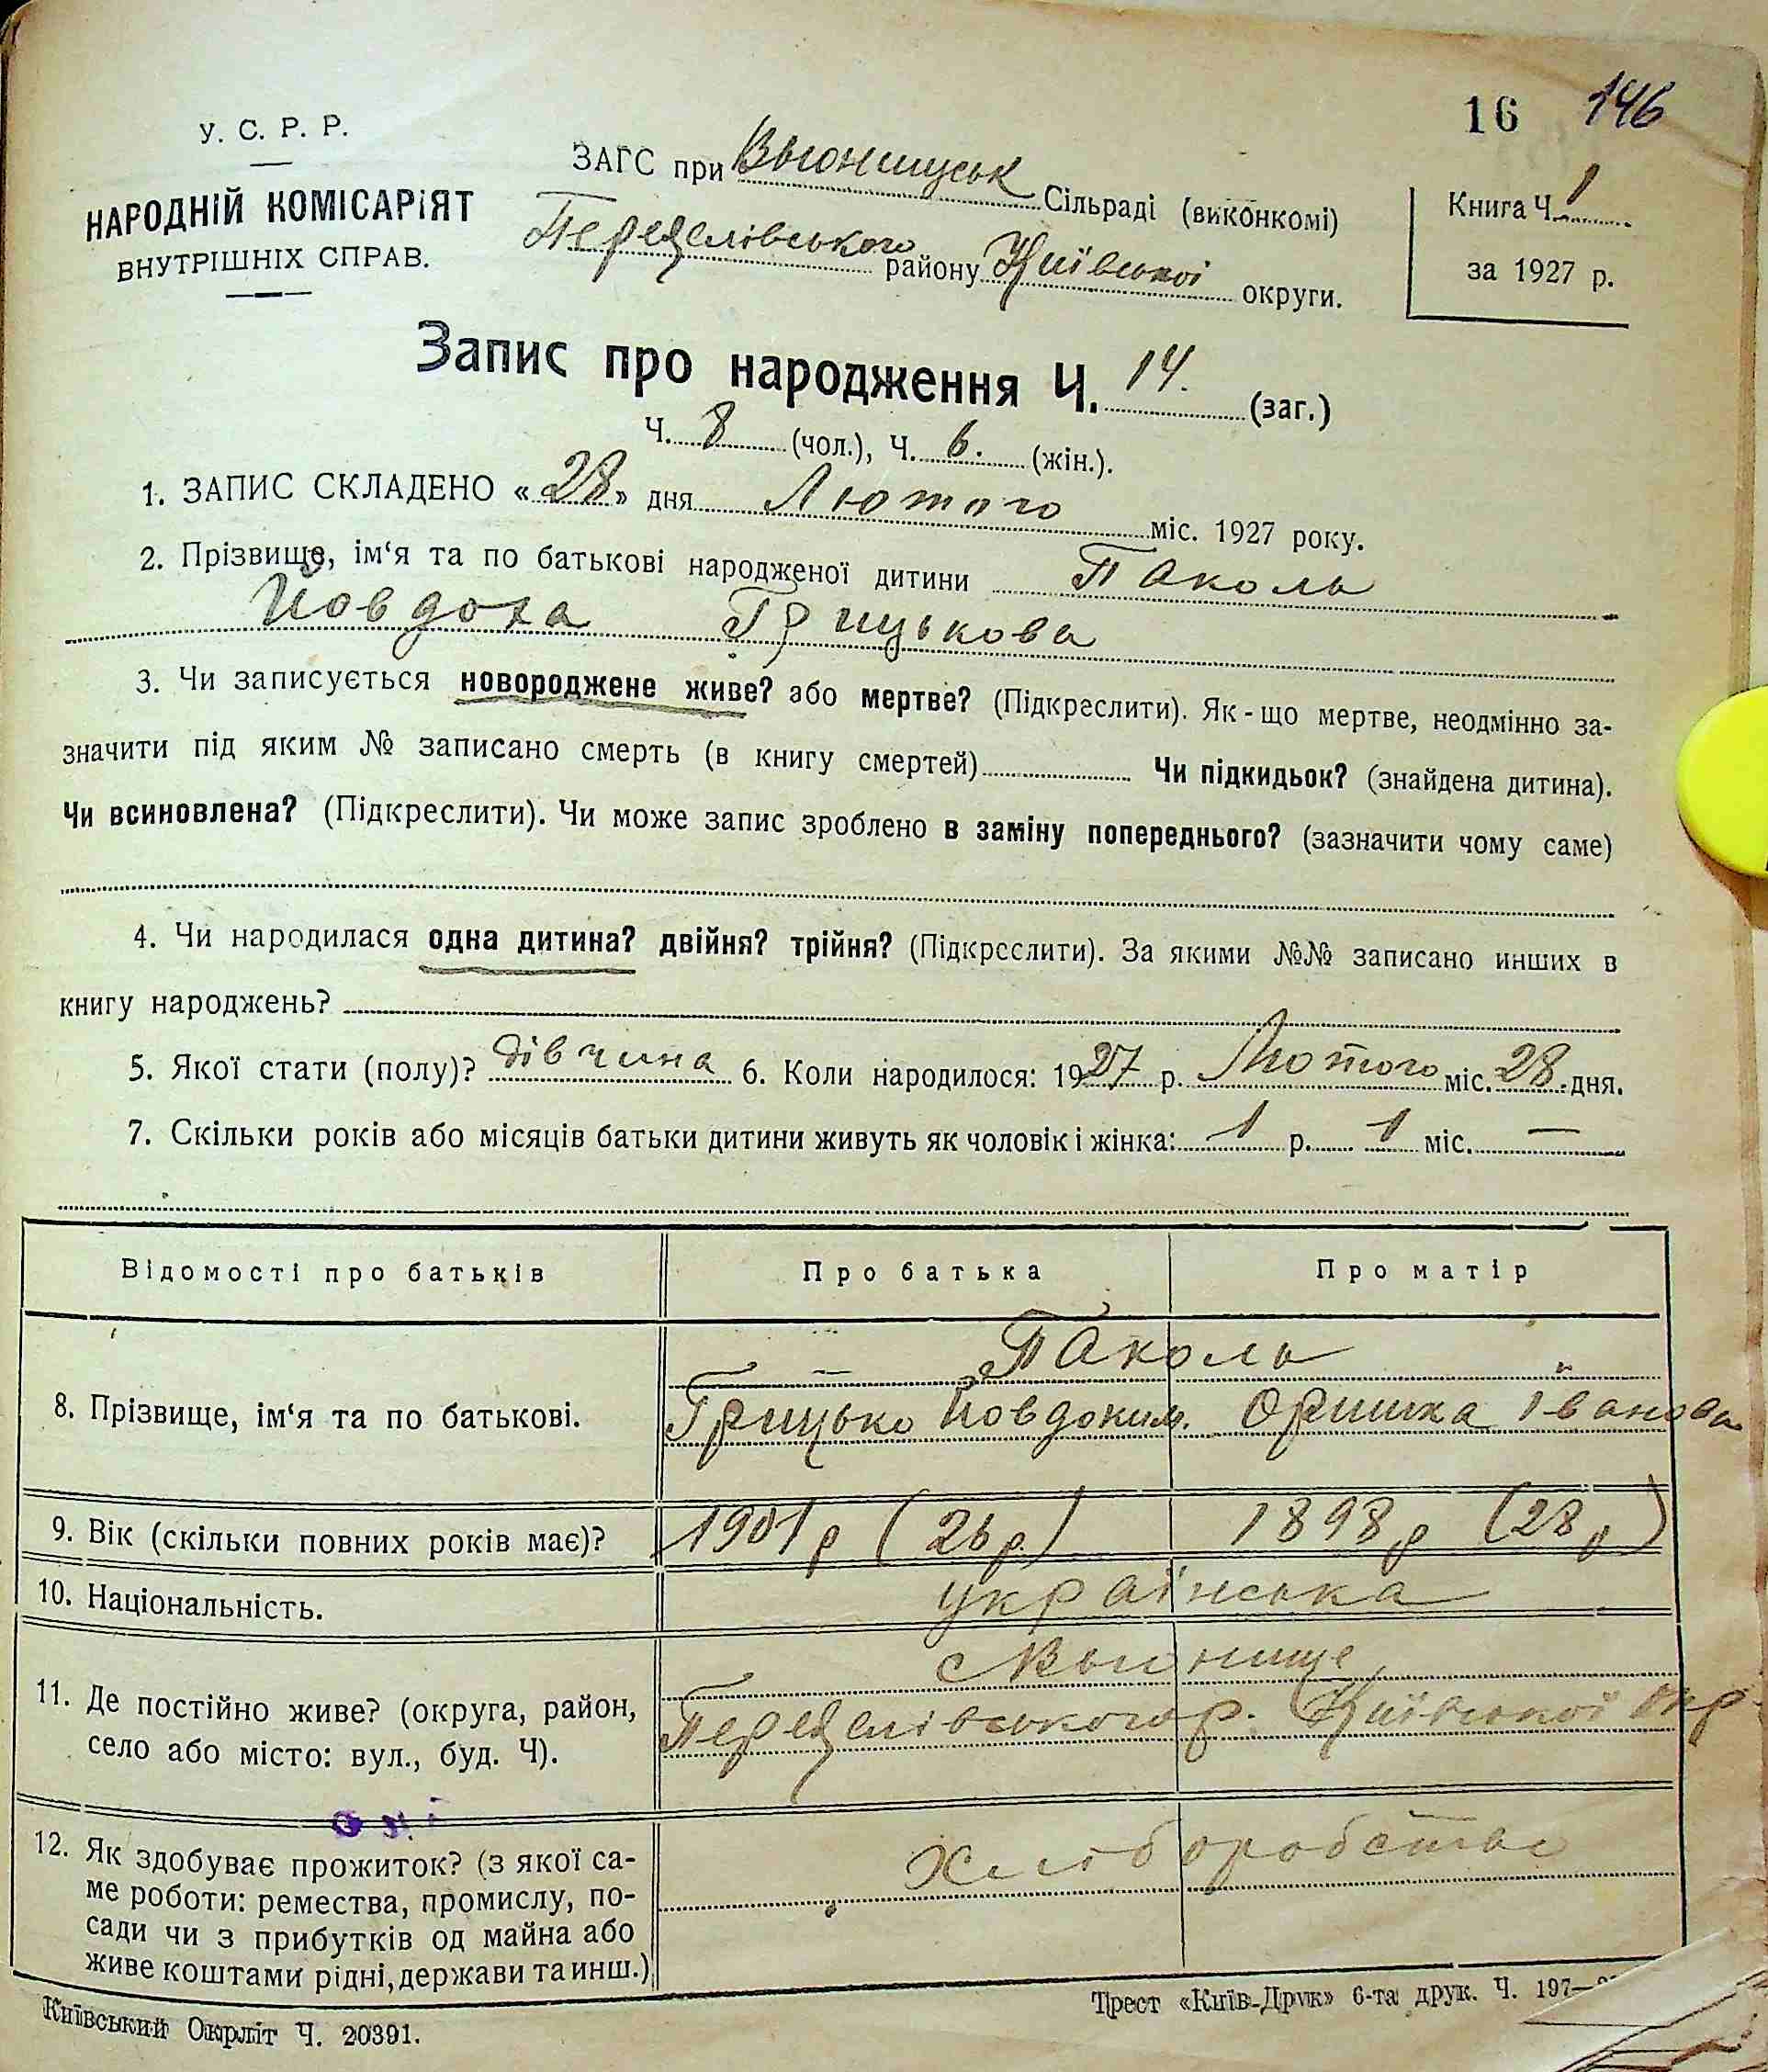 16 146
У. С. Р. Р.
НАРОДНІЙ КОМІСАРІЯТ
ВНУТРІШНІХ СПРАВ.
ЗАГС при Вьюнищськ Сільраді (виконкомі)
Переяслівського району Київської округи.
Книга Ч. 1
за 1927 р.
Запис про народження Ч. 14. (заг.)
Ч. 8 (чол.), Ч. 6. (жін.).
1. ЗАПИС СКЛАДЕНО «28» дня Лютого міс. 1927 року.
2. Прізвище, ім‘я та по батькові народженої дитини Паколь
Йовдоха Грицькова
3. Чи записується новороджене живе? або мертве? (Підкреслити). Як-що мертве, неодмінно за-
значити під яким № записано смерть (в книгу смертей) Чи підкидьок? (знайдена дитина).
Чи всиновлена? (Підкреслити). Чи може запис зроблено в заміну попереднього? (зазначити чому саме)
4. Чи народилася одна дитина? двійня? трійня? (Підкреслити). За якими №№ записано инших в
книгу народжень?
5. Якої стати (полу)? дівчина 6. Коли народилося: 1927 р. Лютого міс. 28 дня.
7. Скільки років або місяців батьки дитини живуть як чоловік і жінка: 1 р. 1 міс. —
Відомості про батьків Про батька Про матір
8. Прізвище, ім‘я та по батькові.
Паколь
Грицько Йовдоким. Оришка Іванова
9. Вік (скільки повних років має)? 1901 р (26 р.) 1898 р (28 р)
10. Національність. українська
11. Де постійно живе? (округа, район,
село або місто: вул., буд. Ч).
с Вьюнище
Переяслівського р. Київської окр
12. Як здобуває прожиток? (з якої са-
ме роботи: ремества, промислу, по-
сади чи з прибутків од майна або
живе коштами рідні, держави та инш.)
Хліборобство
Київський Окрліт Ч. 20391.
Трест «Київ-Друк» 6-та друк. Ч. 197—